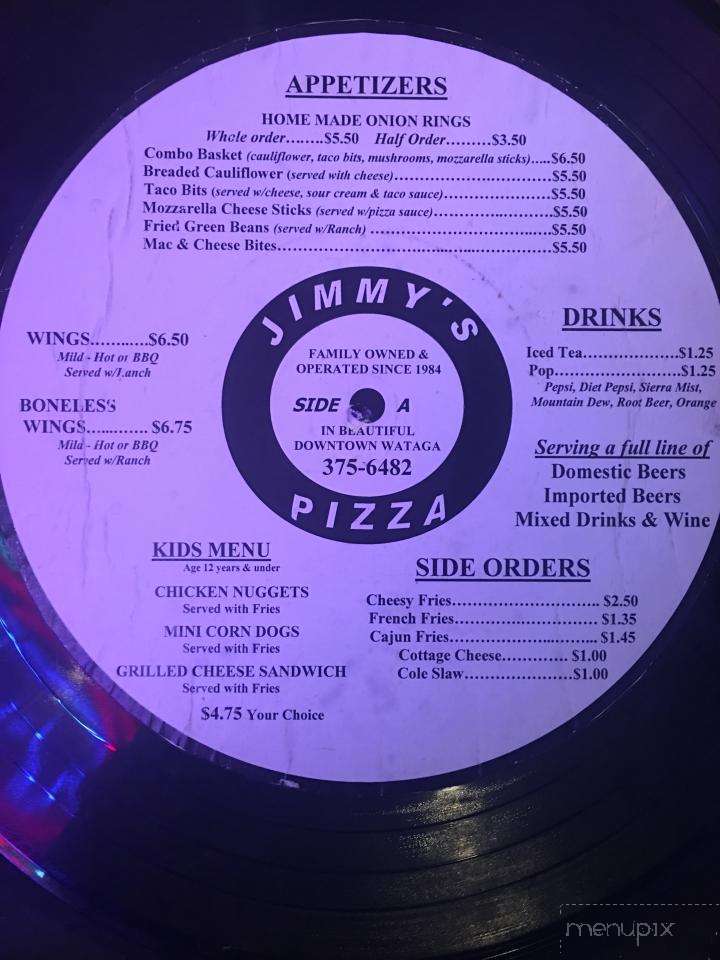 APPETIZERS
HOME MADE ONION RINGS
Whole order........$5.50 Half Order.........$3.50
Combo Basket (cauliflower, taco bits, mushrooms, mozzarella sticks).....$6.50
Breaded Cauliflower (served with cheese)..................................$5.50
Taco Bits (served w/cheese, sour cream & taco sauce)........................$5.50
Mozzarella Cheese Sticks (served w/pizza sauce)..........................$5.50
Fried Green Beans (served w/Ranch) .......................................$5.50
Mac & Cheese Bites..........................................................$5.50
WINGS...........$6.50
Mild - Hot or BBQ
Served w/Ranch
BONELESS
WINGS............ $6.75
Mild - Hot or BBQ
Served w/Ranch
JIMMY'S
FAMILY OWNED &
OPERATED SINCE 1984
SIDE A
IN BEAUTIFUL
DOWNTOWN WATAGA
375-6482
PIZZA
DRINKS
Iced Tea.......................$1.25
Pop..............................$1.25
Pepsi, Diet Pepsi, Sierra Mist,
Mountain Dew, Root Beer, Orange
Serving a full line of
Domestic Beers
Imported Beers
Mixed Drinks & Wine
KIDS MENU
Age 12 years & under
CHICKEN NUGGETS
Served with Fries
MINI CORN DOGS
Served with Fries
GRILLED CHEESE SANDWICH
Served with Fries
$4.75 Your Choice
SIDE ORDERS
Cheesy Fries............................. $2.50
French Fries............................ $1.35
Cajun Fries............................. $1.45
Cottage Cheese............. $1.00
Cole Slaw......................$1.00
menupix